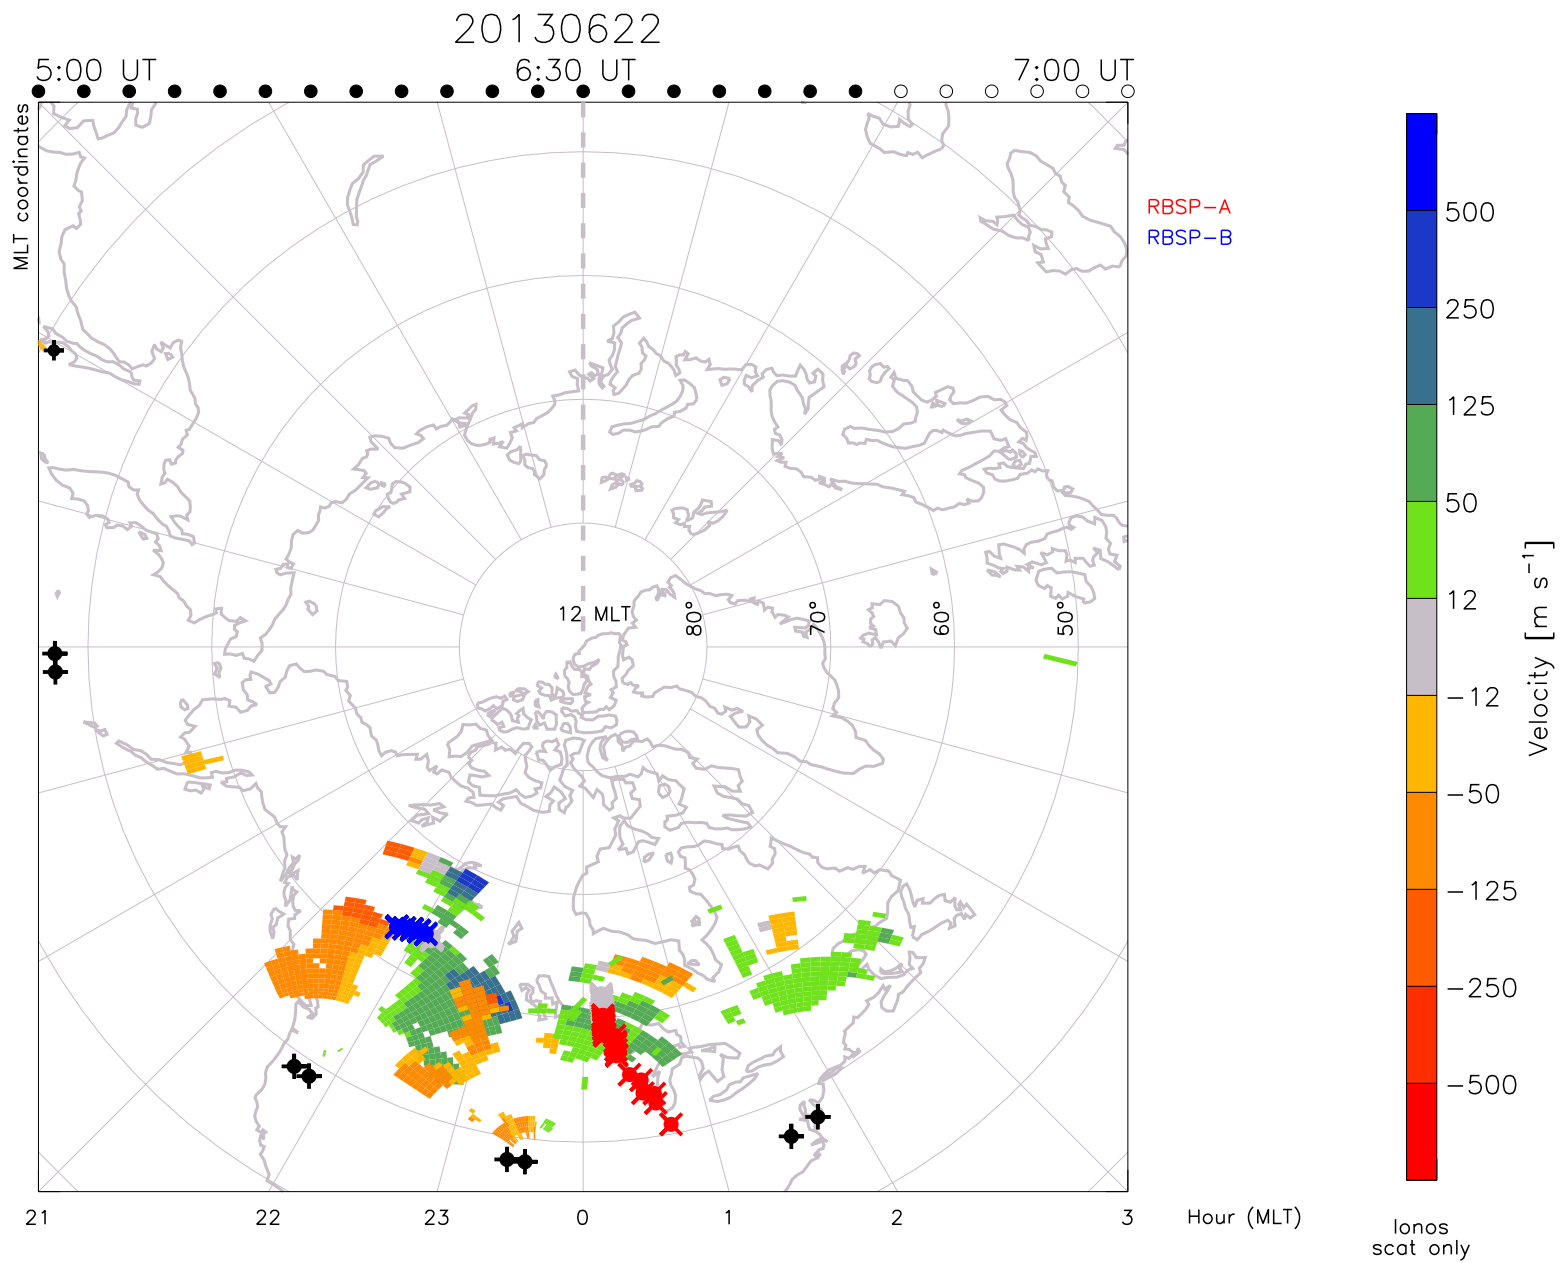 20130622
5:00 UT 6:30 UT 7:00 UT
MLT coordinates
RBSP-A
RBSP-B
500
250
125
50
12
-12
-50
-125
-250
-500
Velocity [m s⁻¹]
12 MLT 80° 70° 60° 50°
21 22 23 0 1 2 3 Hour (MLT)
Ionos
scat only